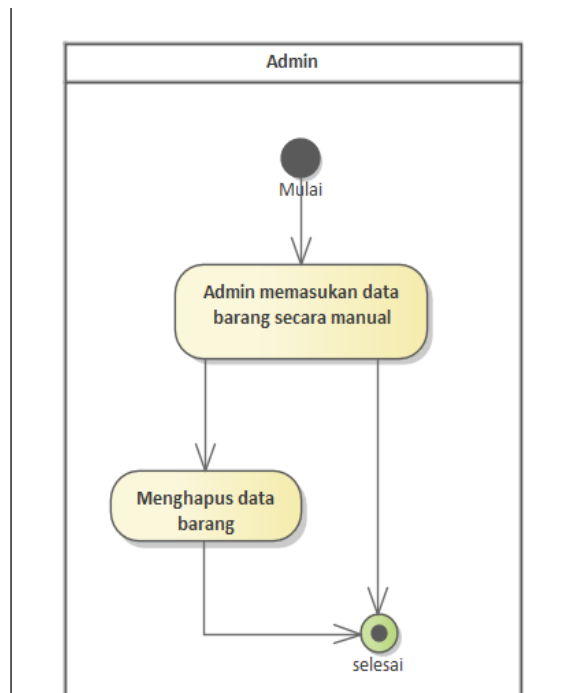 Admin
Mulai
Admin memasukan data
barang secara manual
Menghapus data
barang
selesai